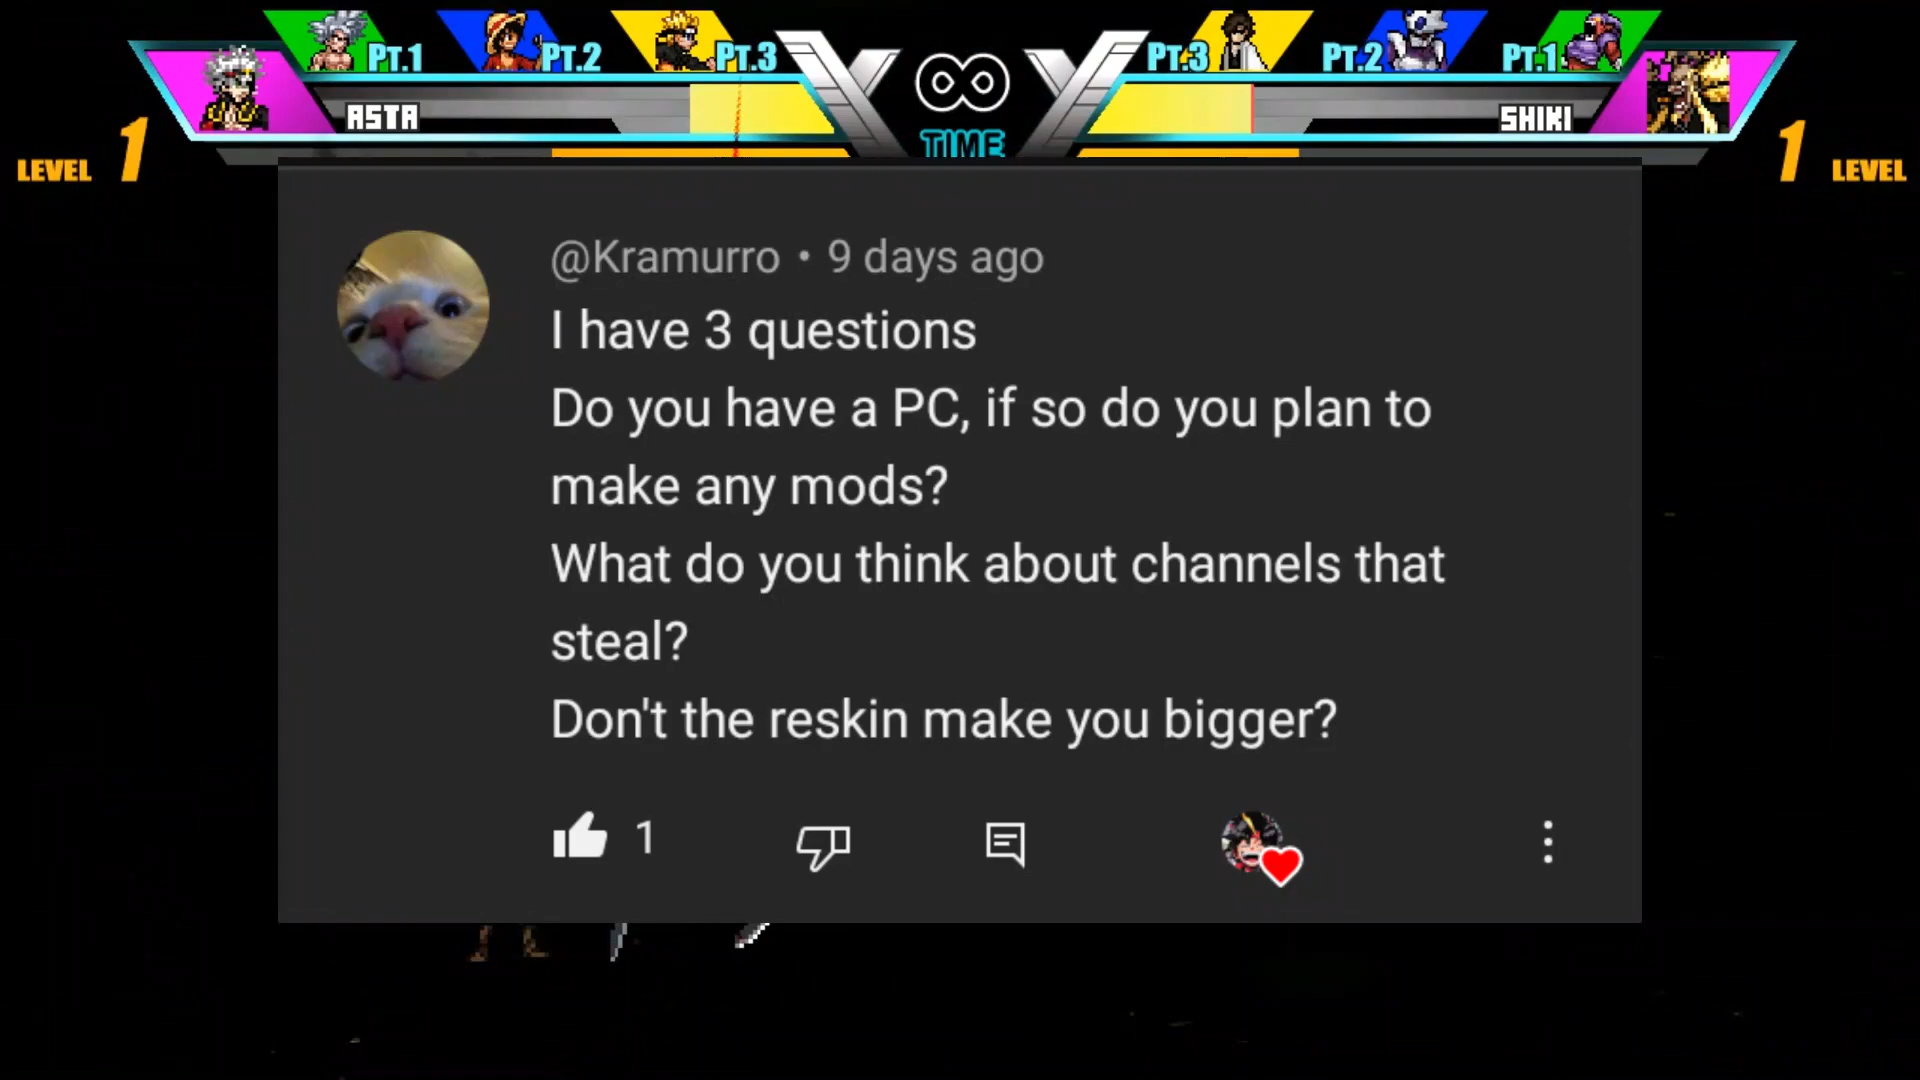 PT.1 PT.2 PT.3 PT.3 PT.2 PT.1
ASTA SHIKI
TIME
LEVEL 1 1 LEVEL
@Kramurro • 9 days ago
I have 3 questions
Do you have a PC, if so do you plan to
make any mods?
What do you think about channels that
steal?
Don't the reskin make you bigger?
1